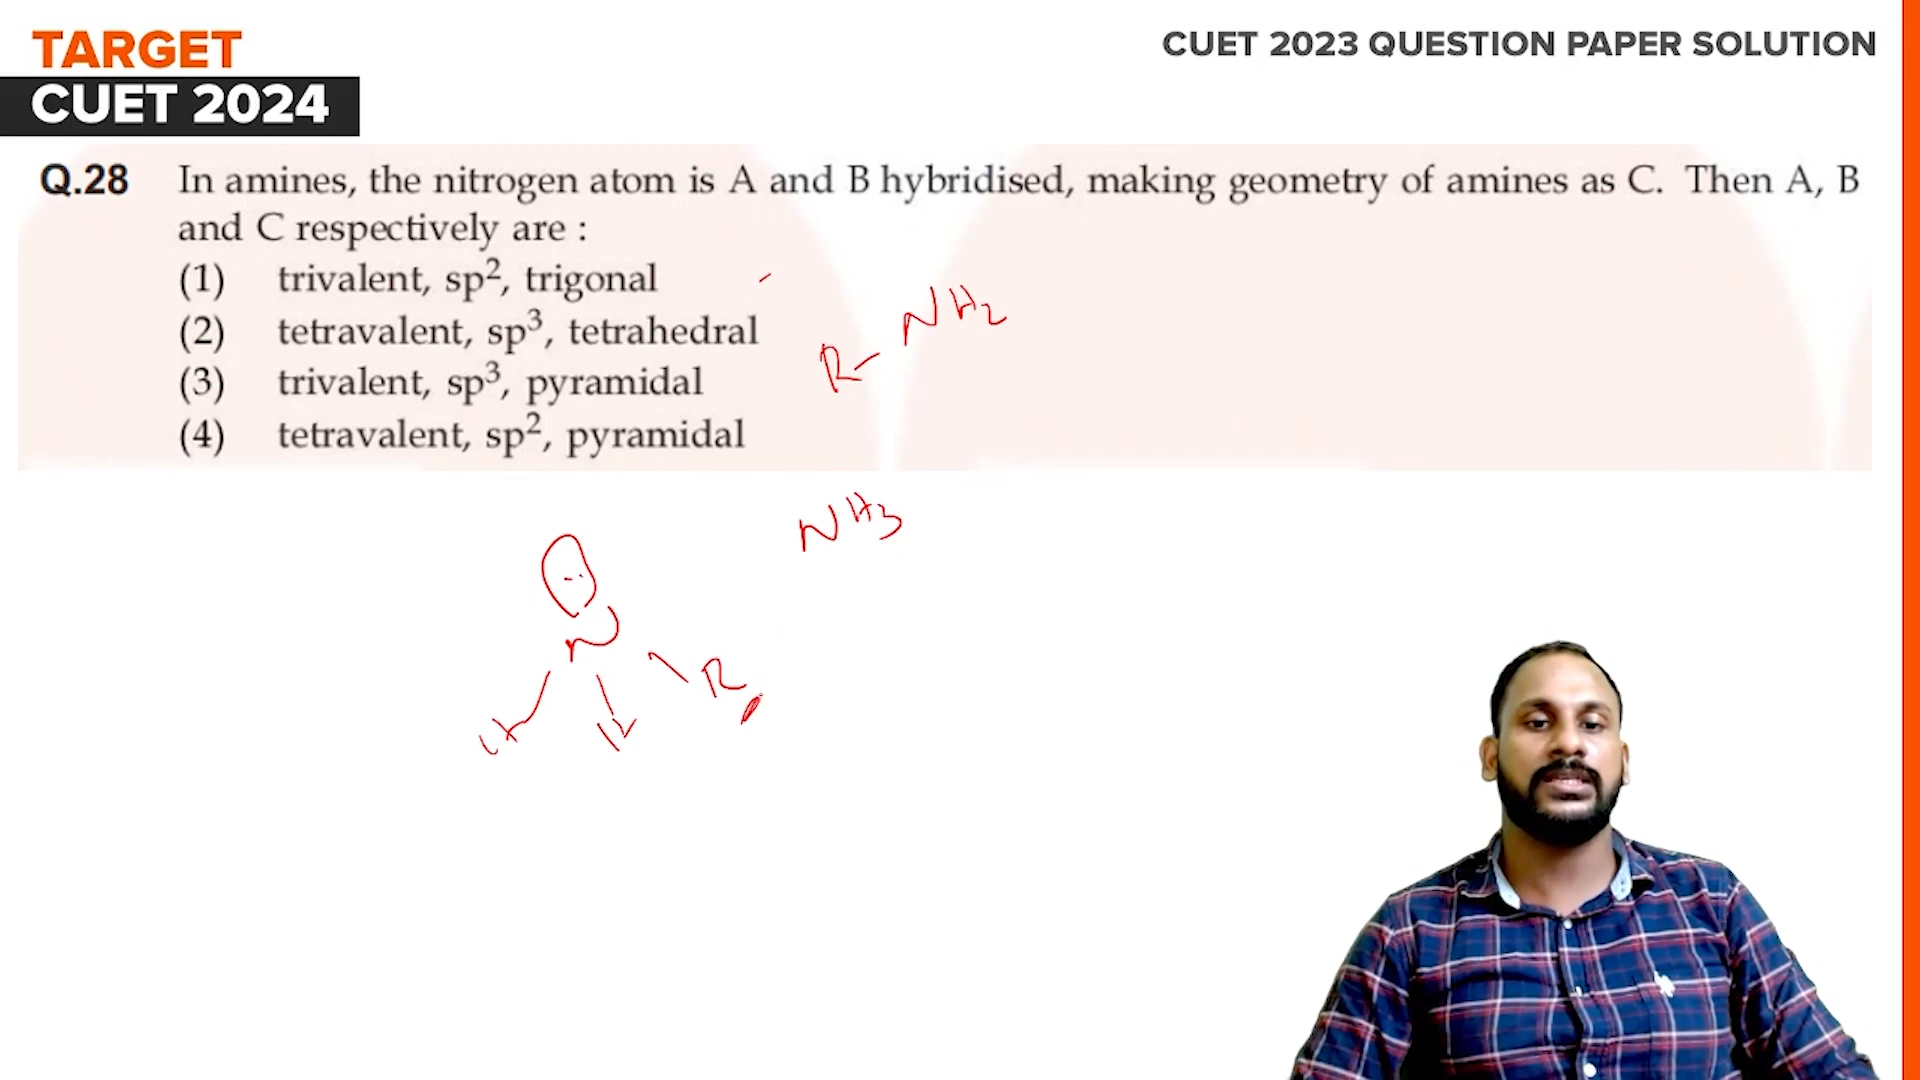 TARGET
CUET 2024
CUET 2023 QUESTION PAPER SOLUTION
Q.28 In amines, the nitrogen atom is A and B hybridised, making geometry of amines as C. Then A, B
and C respectively are :
(1) trivalent, sp², trigonal
(2) tetravalent, sp³, tetrahedral
(3) trivalent, sp³, pyramidal
(4) tetravalent, sp², pyramidal
R-NH₂
NH₃
N
H H R